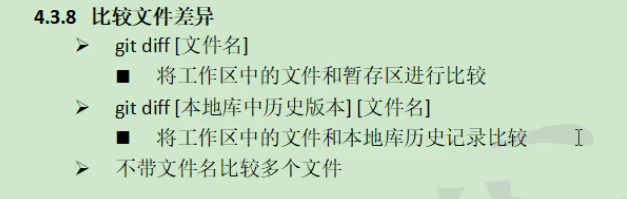 4.3.8 比较文件差异
git diff [文件名]
将工作区中的文件和暂存区进行比较
git diff [本地库中历史版本] [文件名]
将工作区中的文件和本地库历史记录比较
不带文件名比较多个文件